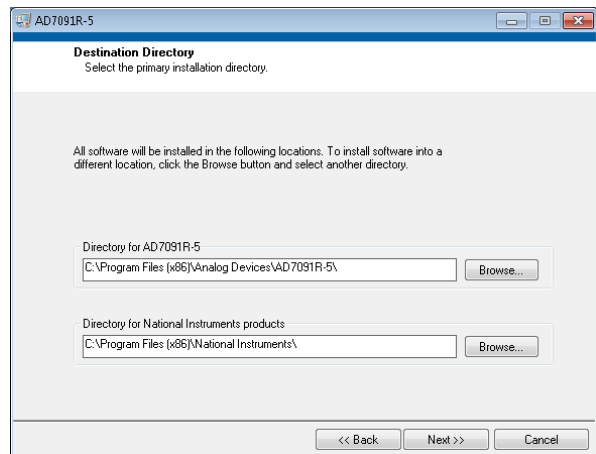 AD7091R-5
Destination Directory
Select the primary installation directory.
All software will be installed in the following locations. To install software into a
different location, click the Browse button and select another directory.
Directory for AD7091R-5
C:\Program Files (x86)\Analog Devices\AD7091R-5\
Browse...
Directory for National Instruments products
C:\Program Files (x86)\National Instruments\
Browse...
<< Back
Next >>
Cancel